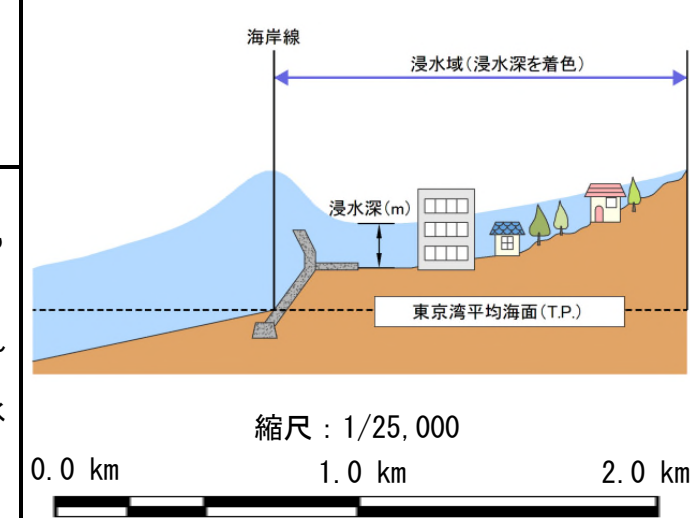 海岸線
浸水域(浸水深を着色)
浸水深(m)
東京湾平均海面(T.P.)
縮尺：1/25,000
0.0 km 1.0 km 2.0 km